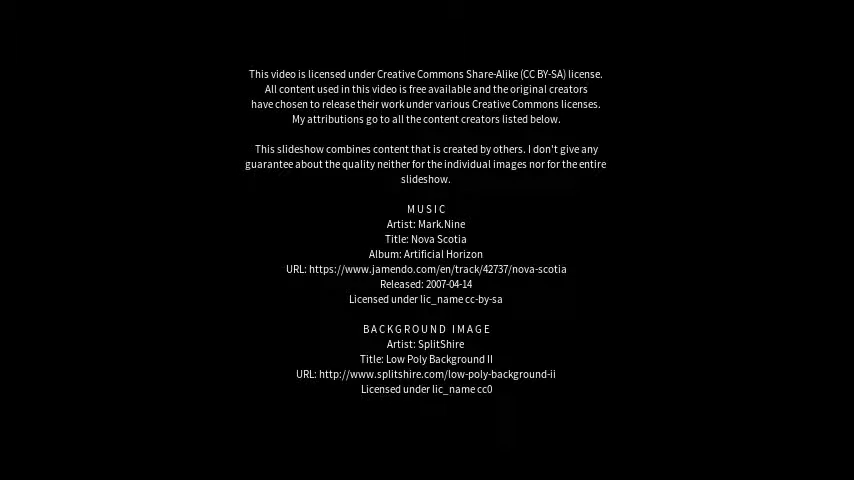 This video is licensed under Creative Commons Share-Alike (CC BY-SA) license.
All content used in this video is free available and the original creators
have chosen to release their work under various Creative Commons licenses.
My attributions go to all the content creators listed below.
This slideshow combines content that is created by others. I don't give any
guarantee about the quality neither for the individual images nor for the entire
slideshow.
MUSIC
Artist: Mark.Nine
Title: Nova Scotia
Album: Artificial Horizon
URL: https://www.jamendo.com/en/track/42737/nova-scotia
Released: 2007-04-14
Licensed under lic_name cc-by-sa
BACKGROUND IMAGE
Artist: SplitShire
Title: Low Poly Background II
URL: http://www.splitshire.com/low-poly-background-ii
Licensed under lic_name cc0